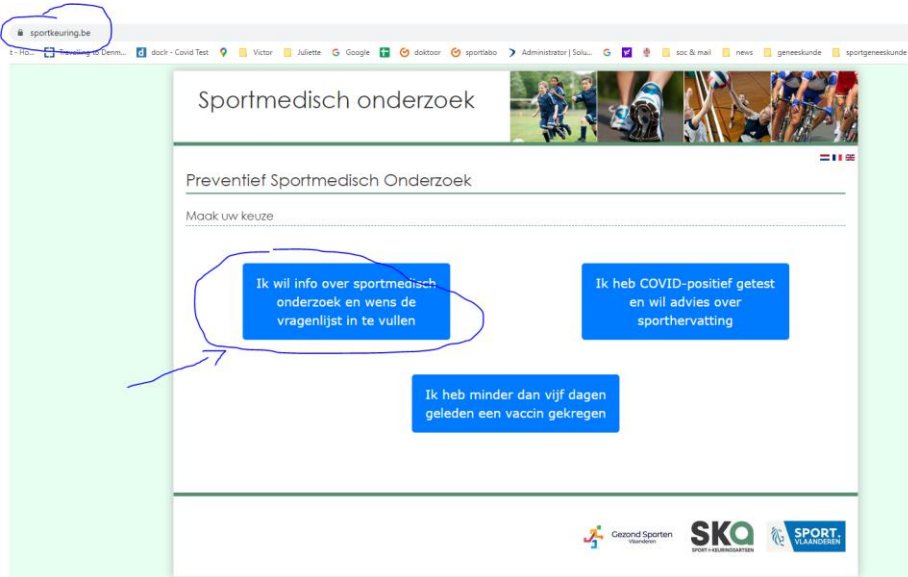 sportkeuring.be
t - Ho... Travelling to Denm... doclr - Covid Test Victor Juliette Google doktoor sportlabo Administrator | Solu... soc & mail news geneeskunde sportgeneeskunde
Sportmedisch onderzoek
Preventief Sportmedisch Onderzoek
Maak uw keuze
Ik wil info over sportmedisch
onderzoek en wens de
vragenlijst in te vullen
Ik heb COVID-positief getest
en wil advies over
sporthervatting
Ik heb minder dan vijf dagen
geleden een vaccin gekregen
Gezond Sporten
Vlaanderen
SKA
SPORT + KEURINGSARTSEN
SPORT.
VLAANDEREN